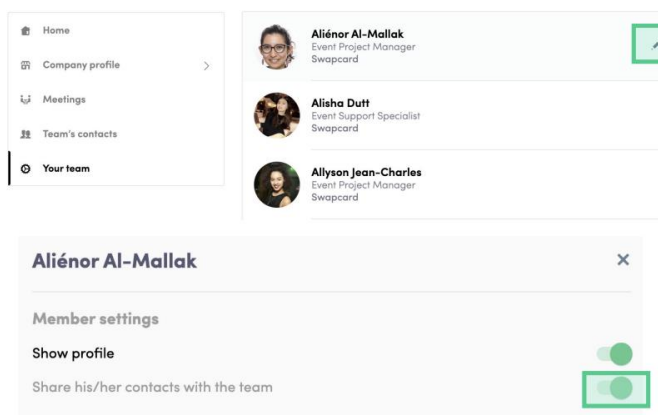 Home
Company profile
Meetings
Team's contacts
Your team
Aliénor Al-Mallak
Event Project Manager
Swapcard
Alisha Dutt
Event Support Specialist
Swapcard
Allyson Jean-Charles
Event Project Manager
Swapcard
Aliénor Al-Mallak
Member settings
Show profile
Share his/her contacts with the team